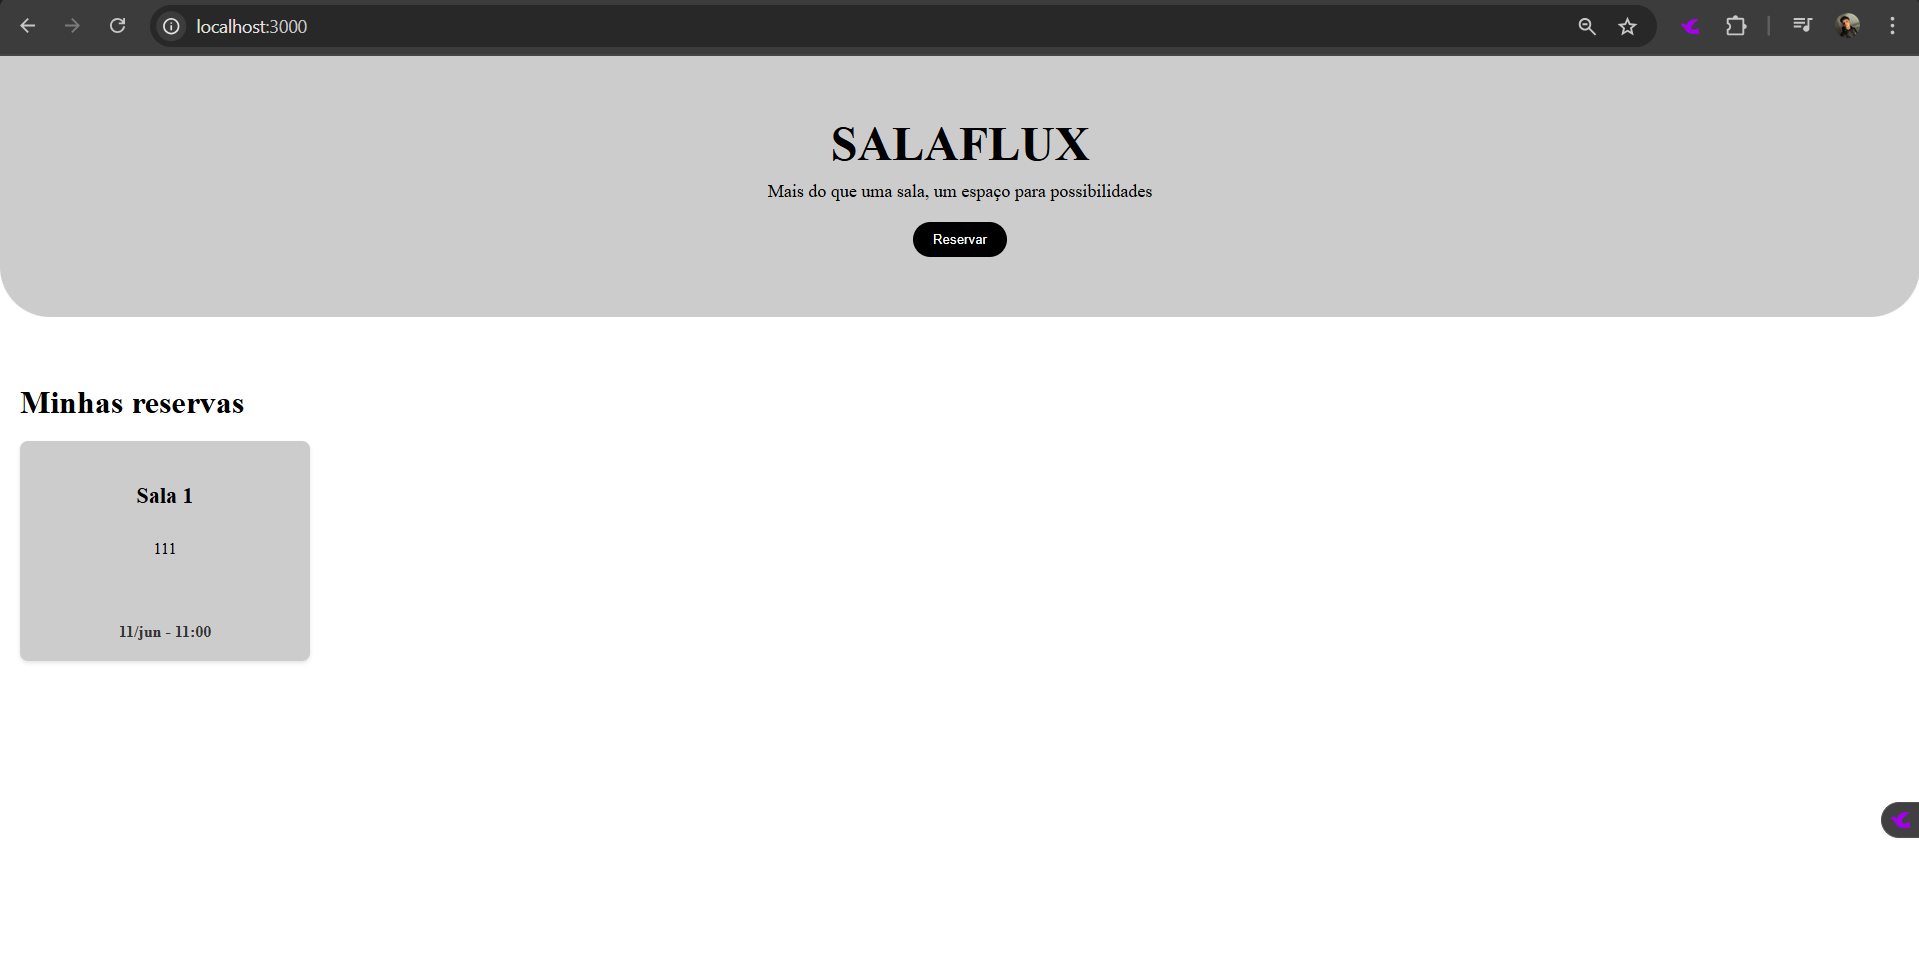 localhost:3000
SALAFLUX
Mais do que uma sala, um espaço para possibilidades
Reservar
Minhas reservas
Sala 1
111
11/jun - 11:00